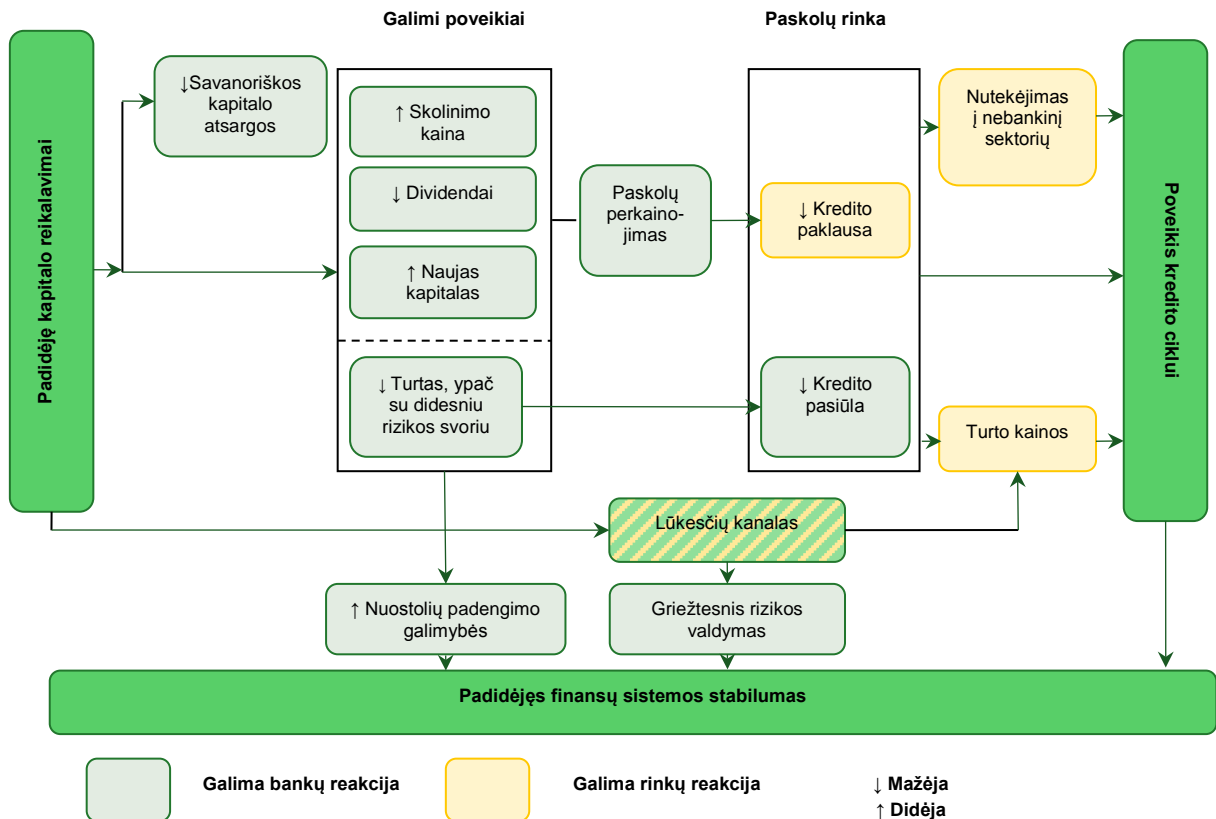 Galimi poveikiai
Paskolų rinka
Padidėję kapitalo reikalavimai
↓Savanoriškos
kapitalo
atsargos
↑ Skolinimo
kaina
↓ Dividendai
↑ Naujas
kapitalas
↓ Turtas, ypač
su didesniu
rizikos svoriu
Paskolų
perkaino-
jimas
↓ Kredito
paklausa
↓ Kredito
pasiūla
Nutekėjimas
į nebankinį
sektorių
Turto kainos
Poveikis kredito ciklui
Lūkesčių kanalas
↑ Nuostolių padengimo
galimybės
Griežtesnis rizikos
valdymas
Padidėjęs finansų sistemos stabilumas
Galima bankų reakcija
Galima rinkų reakcija
↓ Mažėja
↑ Didėja